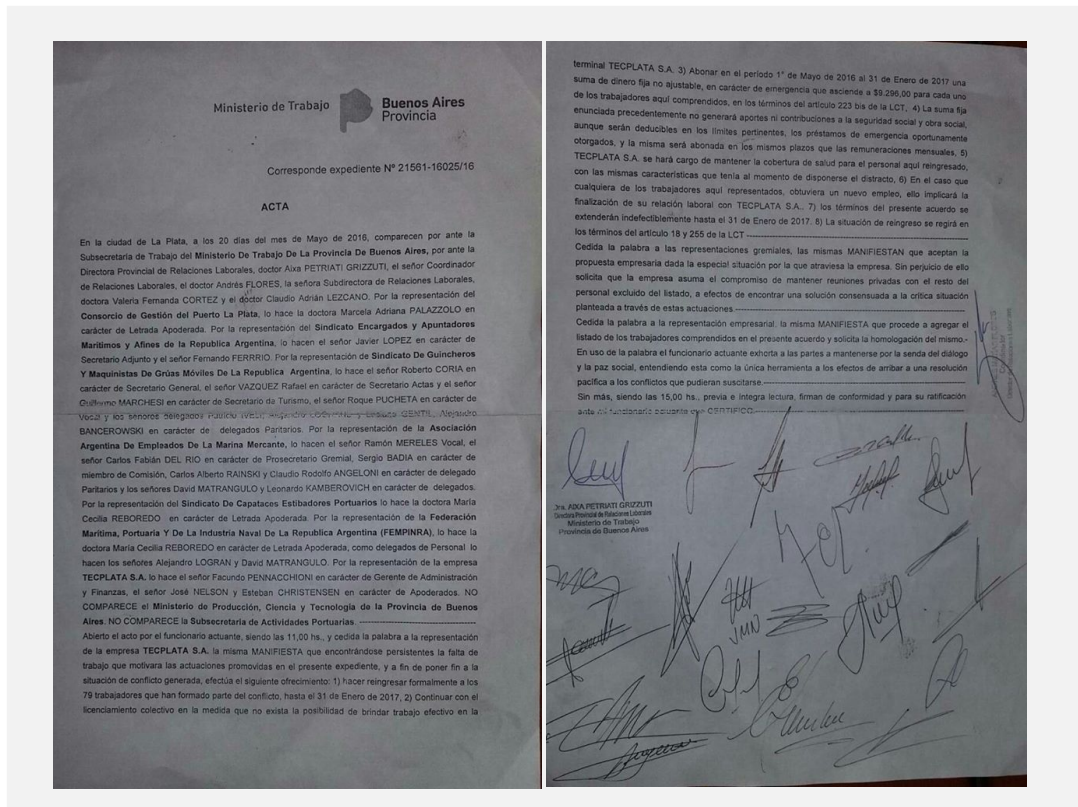 Ministerio de Trabajo
Buenos Aires
Provincia
Corresponde expediente Nº 21561-16025/16
ACTA
En la ciudad de La Plata, a los 20 días del mes de Mayo de 2016, comparecen por ante la
Subsecretaria de Trabajo del Ministerio De Trabajo De La Provincia De Buenos Aires, por ante la
Directora Provincial de Relaciones Laborales, doctor Aixa PETRIATI GRIZZUTI, el señor Coordinador
de Relaciones Laborales, el doctor Andrés FLORES, la señora Subdirectora de Relaciones Laborales,
doctora Valeria Fernanda CORTEZ y el doctor Claudio Adrián LEZCANO. Por la representación del
Consorcio de Gestión del Puerto La Plata, lo hace la doctora Marcela Adriana PALAZZOLO en
carácter de Letrada Apoderada. Por la representación del Sindicato Encargados y Apuntadores
Marítimos y Afines de la Republica Argentina, lo hacen el señor Javier LOPEZ en carácter de
Secretario Adjunto y el señor Fernando FERRRIO. Por la representación de Sindicato De Guincheros
Y Maquinistas De Grúas Móviles De La Republica Argentina, lo hacen el señor Roberto CORIA en
carácter de Secretario General, el señor VAZQUEZ Rafael en carácter de Secretario Actas y el señor
Guillermo MARCHESI en carácter de Secretario de Turismo, el señor Roque PUCHETA en carácter de
Vocal y los señores delegados Patricio GENTIL, Alejandro
BANCEROWSKI en carácter de delegados Paritarios. Por la representación de la Asociación
Argentina De Empleados De La Marina Mercante, lo hacen el señor Ramón MERELES Vocal, el
señor Carlos Fabián DEL RIO en carácter de Prosecretario Gremial, Sergio BADIA en carácter de
miembro de Comisión, Carlos Alberto RAINSKI y Claudio Rodolfo ANGELONI en carácter de delegado
Paritarios y los señores David MATRANGULO y Leonardo KAMBEROVICH en carácter de delegados.
Por la representación del Sindicato De Capataces Estibadores Portuarios lo hace la doctora Maria
Cecilia REBOREDO en carácter de Letrada Apoderada. Por la representación de la Federación
Marítima, Portuaria Y De La Industria Naval De La Republica Argentina (FEMPINRA), lo hace la
doctora Maria Cecilia REBOREDO en carácter de Letrada Apoderada, como delegados de Personal lo
hacen los señores Alejandro LOGRAN y David MATRANGULO. Por la representación de la empresa
TECPLATA S.A, lo hace el señor Facundo PENNACCHIONI en carácter de Gerente de Administración
y Finanzas, el señor José NELSON y Esteban CHRISTENSEN en carácter de Apoderados. NO
COMPARECE el Ministerio de Producción, Ciencia y Tecnología de la Provincia de Buenos
Aires. NO COMPARECE la Subsecretaria de Actividades Portuarias. ------------------------------
Abierto el acto por el funcionario actuante, siendo las 11,00 hs., y cedida la palabra a la representación
de la empresa TECPLATA S.A, la misma MANIFIESTA que encontrándose persistentes la falta de
trabajo que motivara las actuaciones promovidas en el presente expediente, y a fin de poner fin a la
situación de conflicto generada, efectúa el siguiente ofrecimiento: 1) hacer reingresar formalmente a los
79 trabajadores que han formado parte del conflicto, hasta el 31 de Enero de 2017, 2) Continuar con el
licenciamiento colectivo en la medida que no exista la posibilidad de brindar trabajo efectivo en la
terminal TECPLATA S.A. 3) Abonar en el período 1° de Mayo de 2016 al 31 de Enero de 2017 una
suma de dinero fija no ajustable, en carácter de emergencia que asciende a $9.296,00 para cada uno
de los trabajadores aquí comprendidos, en los términos del artículo 223 bis de la LCT, 4) La suma fija
enunciada precedentemente no generará aportes ni contribuciones a la seguridad social y obra social,
aunque serán deducibles en los límites pertinentes, los préstamos de emergencia oportunamente
otorgados, y la misma será abonada en los mismos plazos que las remuneraciones mensuales, 5)
TECPLATA S.A. se hará cargo de mantener la cobertura de salud para el personal aquí reingresado,
con las mismas características que tenía al momento de disponerse el distracto, 6) En el caso que
cualquiera de los trabajadores aquí representados, obtuviera un nuevo empleo, ello implicará la
finalización de su relación laboral con TECPLATA S.A., 7) los términos del presente acuerdo se
extenderán indefectiblemente hasta el 31 de Enero de 2017. 8) La situación de reingreso se regirá en
los términos del artículo 18 y 255 de la LCT ------------------------------
Cedida la palabra a las representaciones gremiales, las mismas MANIFIESTAN que aceptan la
propuesta empresaria dada la especial situación por la que atraviesa la empresa. Sin perjuicio de ello
solicita que la empresa asuma el compromiso de mantener reuniones privadas con el resto del
personal excluido del listado, a efectos de encontrar una solución consensuada a la critica situación
planteada a través de estas actuaciones ------------------------------
Cedida la palabra a la representación empresarial, la misma MANIFIESTA que procede a agregar el
listado de los trabajadores comprendidos en el presente acuerdo y solicita la homologación del mismo.-
En uso de la palabra el funcionario actuante exhorta a las partes a mantenerse por la senda del diálogo
y la paz social, entendiendo esta como la única herramienta a los efectos de arribar a una resolución
pacifica a los conflictos que pudieran suscitarse.------------------------------
Sin más, siendo las 15,00 hs., previa e integra lectura, firman de conformidad y para su ratificación
ante mi funcionario actuante que CERTIFICO.------------------------------
Dra. AIXA PETRIATI GRIZZUTI
Directora Provincial de Relaciones Laborales
Ministerio de Trabajo
Provincia de Buenos Aires